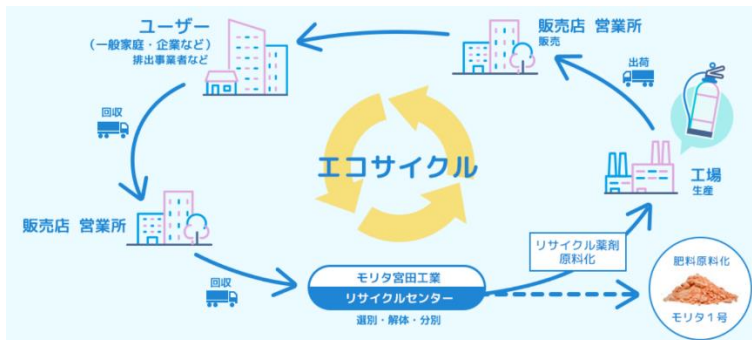 ユーザー
（一般家庭・企業など）
排出事業者など
販売店 営業所
販売
出荷
回収
エコサイクル
工場
生産
販売店 営業所
リサイクル薬剤
原料化
肥料原料化
モリタ１号
回収
モリタ宮田工業
リサイクルセンター
選別・解体・分別